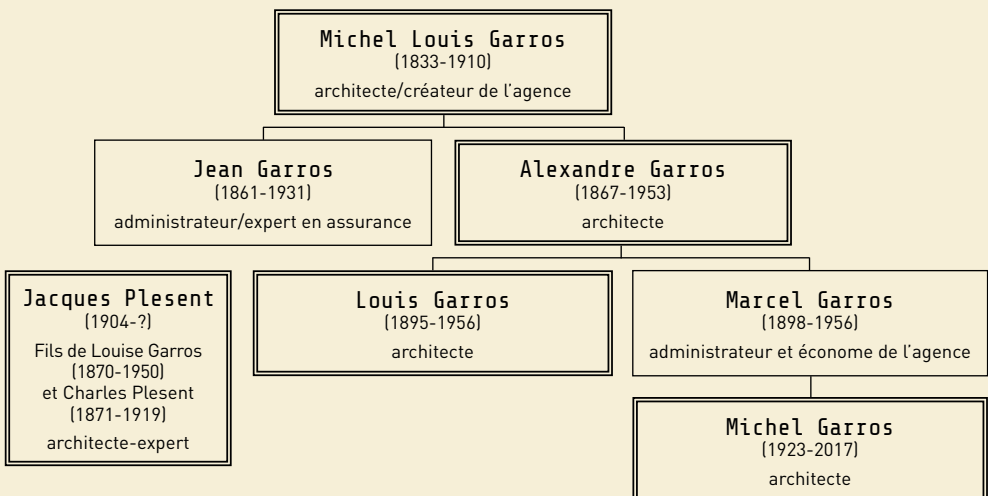 Michel Louis Garros
(1833-1910)
architecte/créateur de l’agence
Jean Garros
(1861-1931)
administrateur/expert en assurance
Alexandre Garros
(1867-1953)
architecte
Jacques Plesent
(1904-?)
Fils de Louise Garros
(1870-1950)
et Charles Plesent
(1871-1919)
architecte-expert
Louis Garros
(1895-1956)
architecte
Marcel Garros
(1898-1956)
administrateur et économe de l’agence
Michel Garros
(1923-2017)
architecte